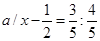 a/x − 1/2 = 3/5 : 4/5